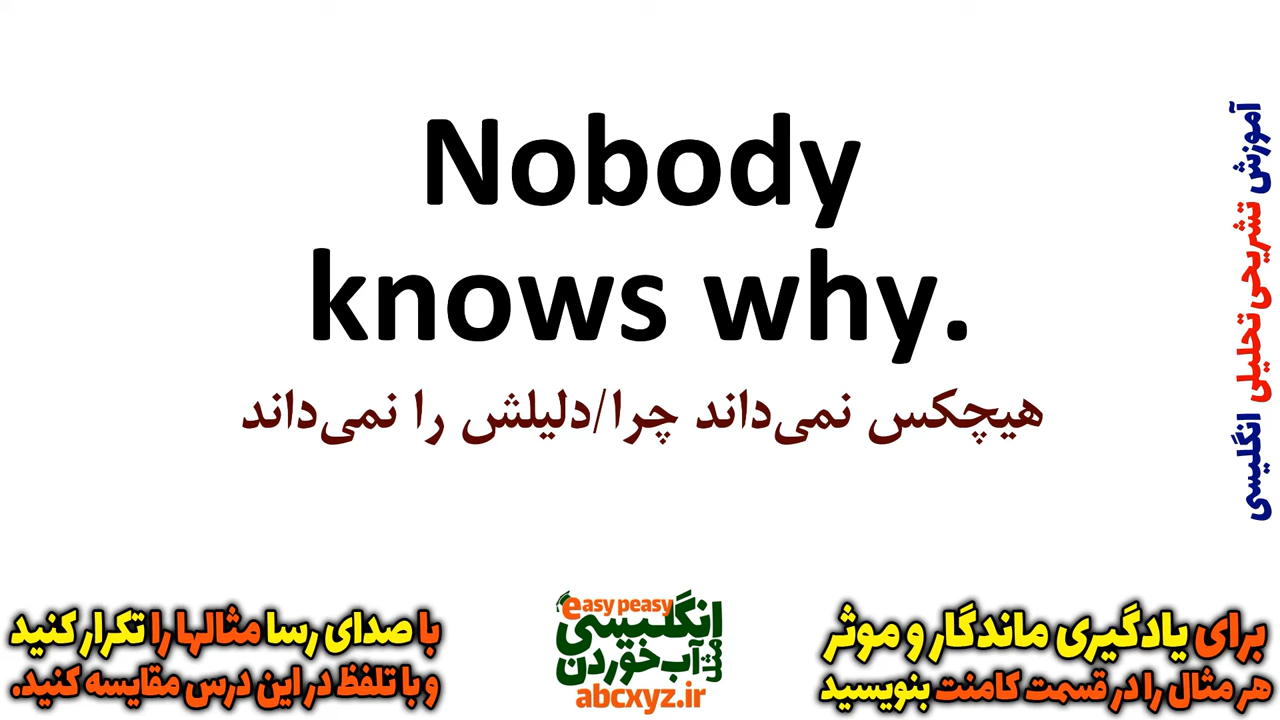 Nobody
knows why.
هیچکس نمی‌داند چرا/دلیلش را نمی‌داند
آموزش تشریحی تحلیلی انگلیسی
برای یادگیری ماندگار و موثر
هر مثال را در قسمت کامنت بنویسید
easy peasy
انگلیسی
مثل آب خوردن
abcxyz.ir
با صدای رسا مثالها را تکرار کنید
و با تلفظ در این درس مقایسه کنید.